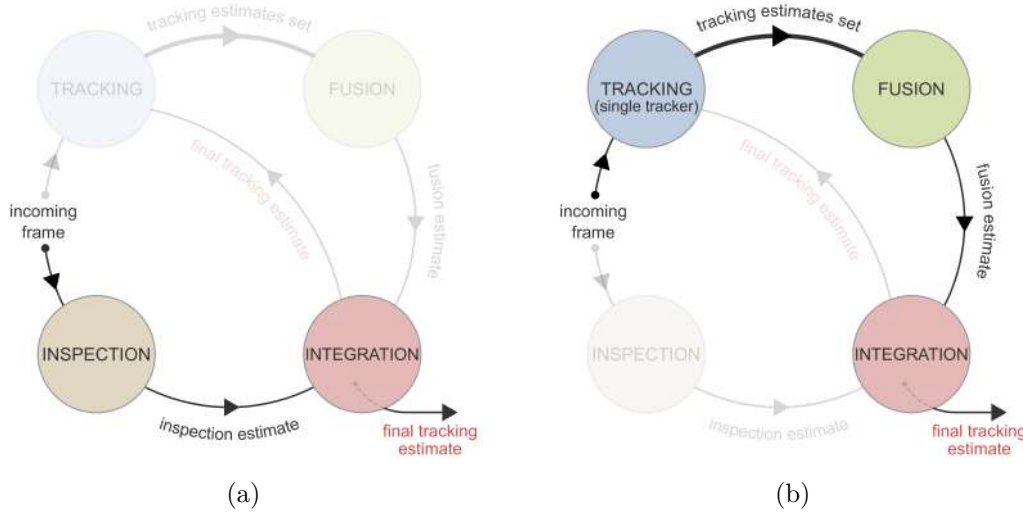 tracking estimates set
TRACKING
FUSION
final tracking estimate
fusion estimate
incoming
frame
INSPECTION
INTEGRATION
inspection estimate
final tracking
estimate
(a)
tracking estimates set
TRACKING
(single tracker)
FUSION
final tracking estimate
fusion estimate
incoming
frame
INSPECTION
INTEGRATION
inspection estimate
final tracking
estimate
(b)